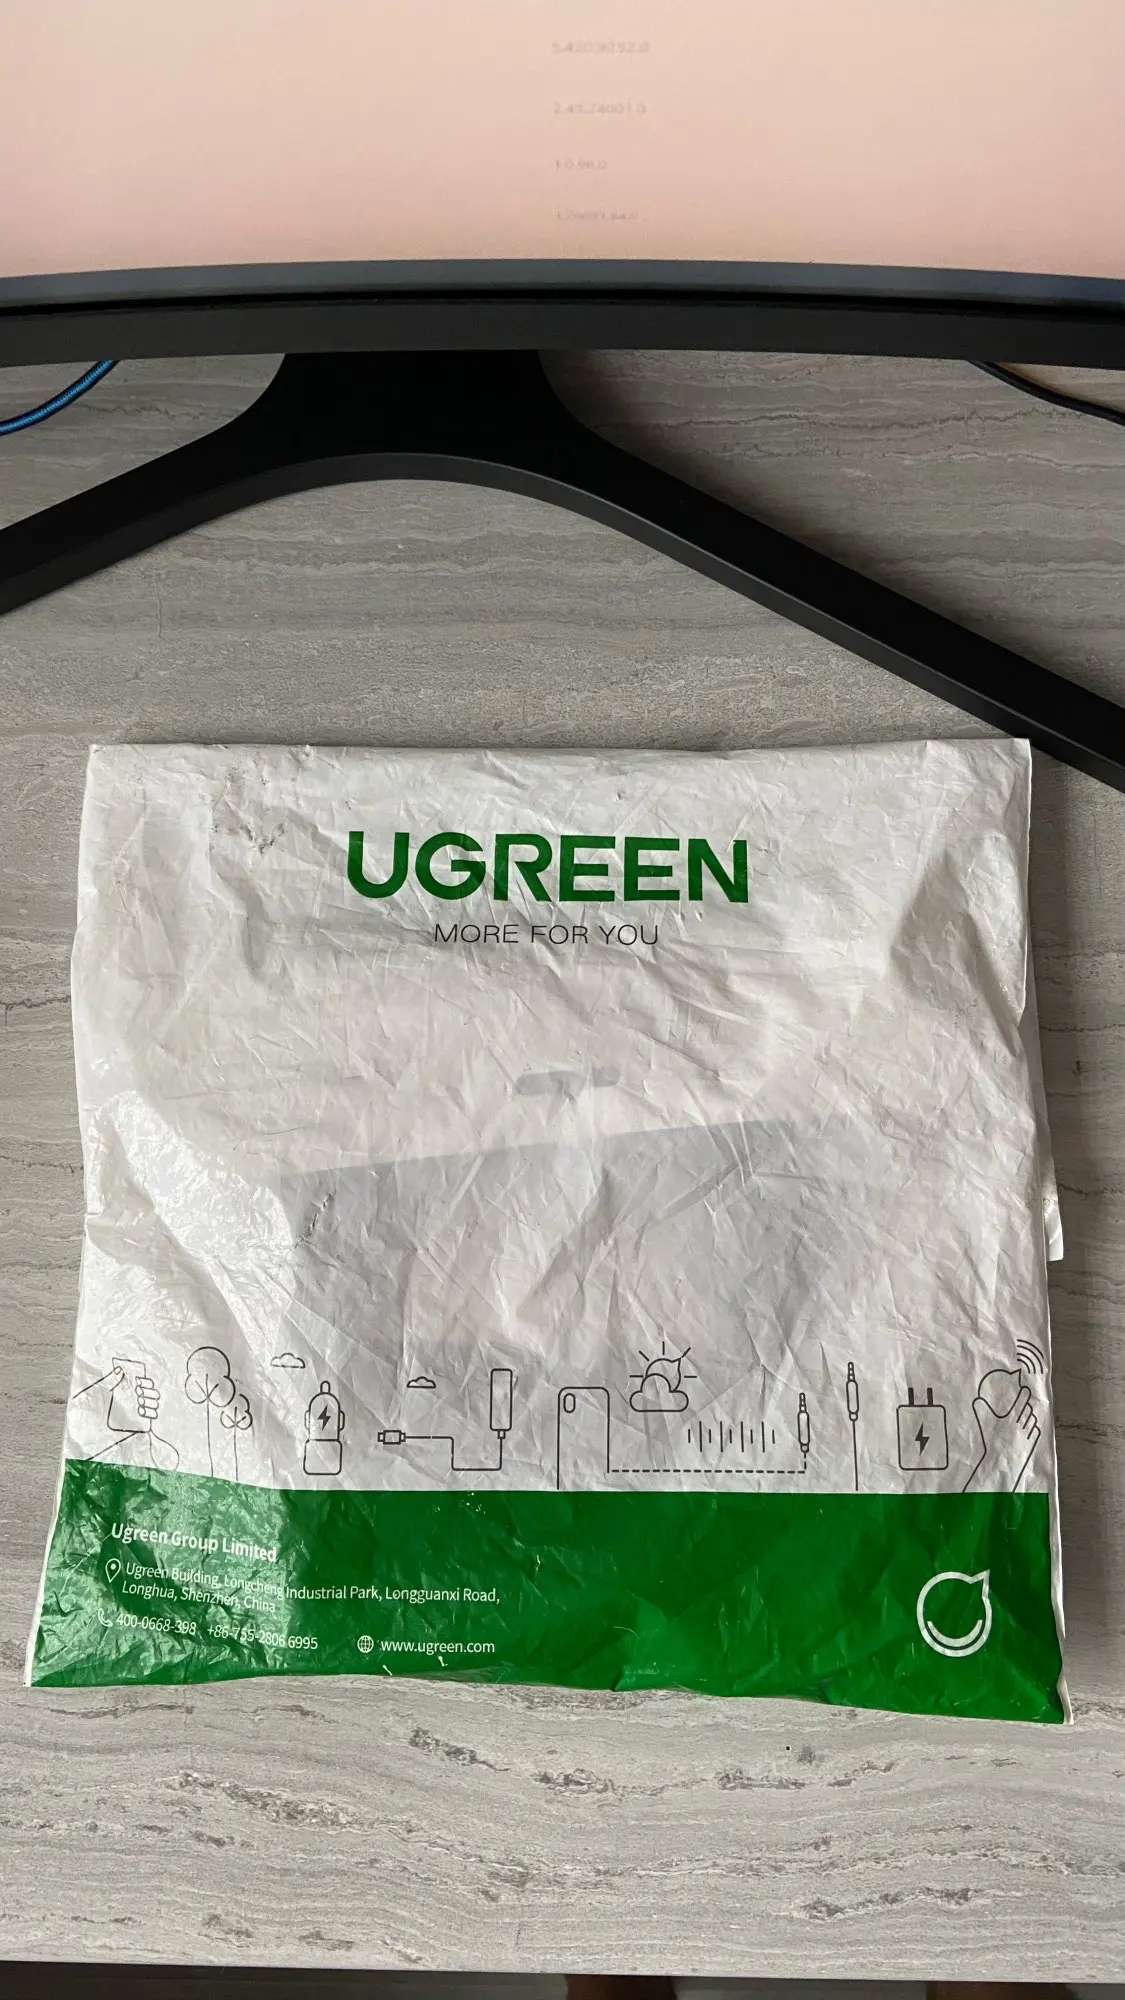 UGREEN
MORE FOR YOU
Ugreen Group Limited
Ugreen Building, Longcheng Industrial Park, Longguanxi Road,
Longhua, Shenzhen, China
400-0668-398 +86-755-2806 6995
www.ugreen.com